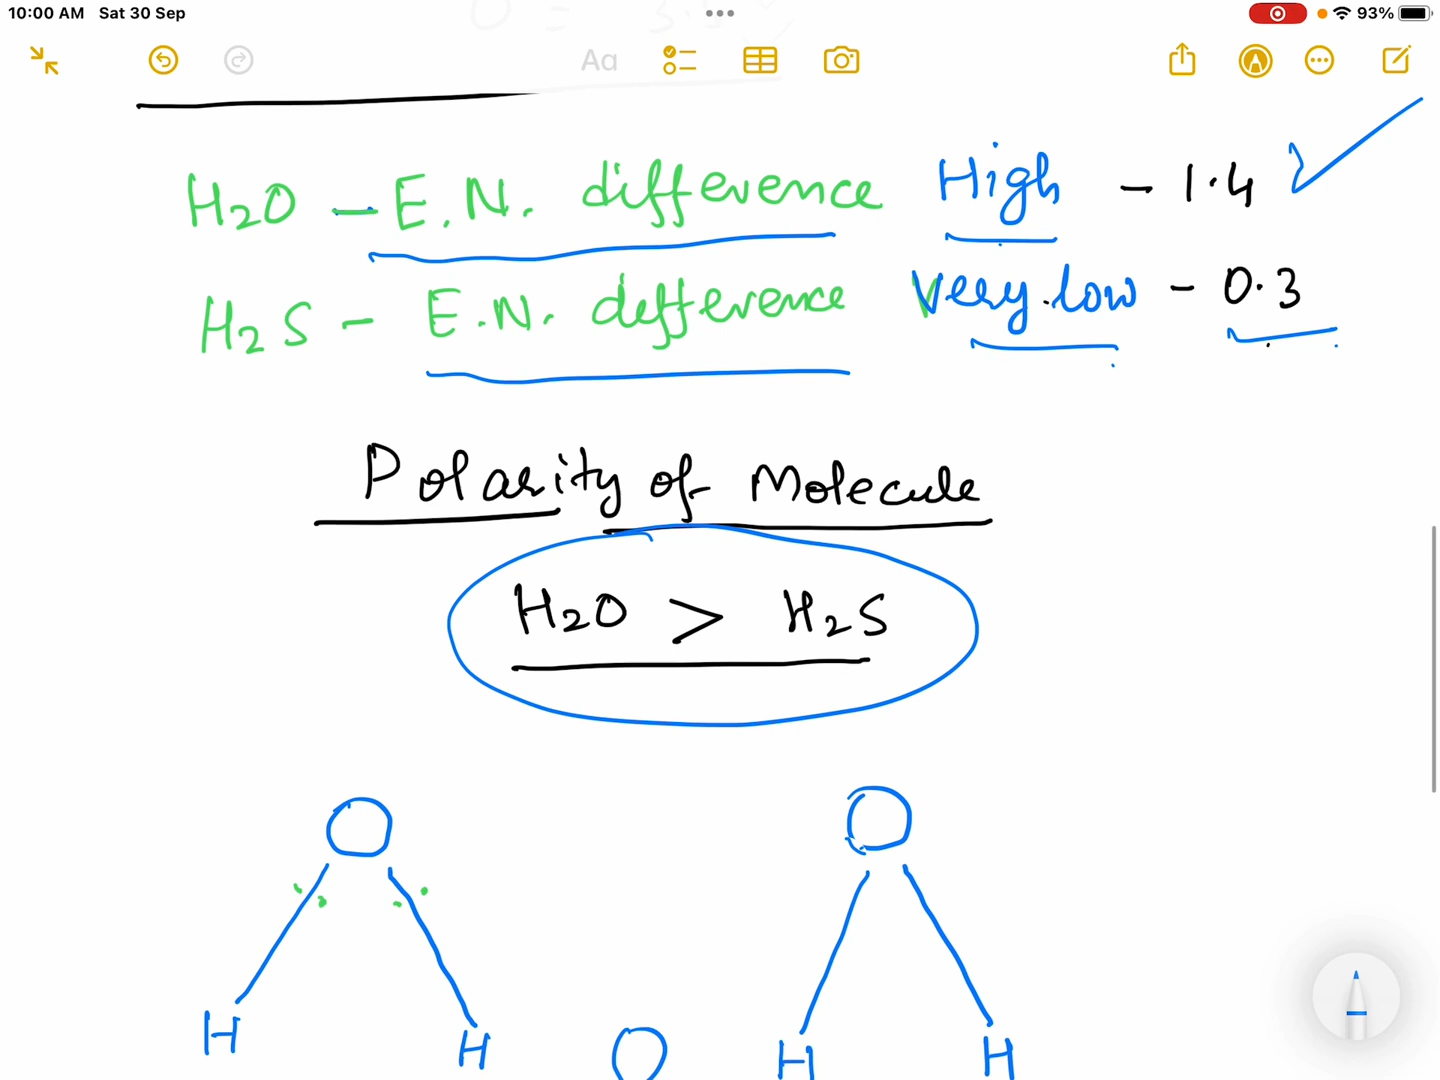 10:00 AM Sat 30 Sep
93%
Aa
H2O - E.N. difference High - 1.4
H2S - E.N. difference Very low - 0.3
Polarity of Molecule
H2O > H2S
O O
H H O H H